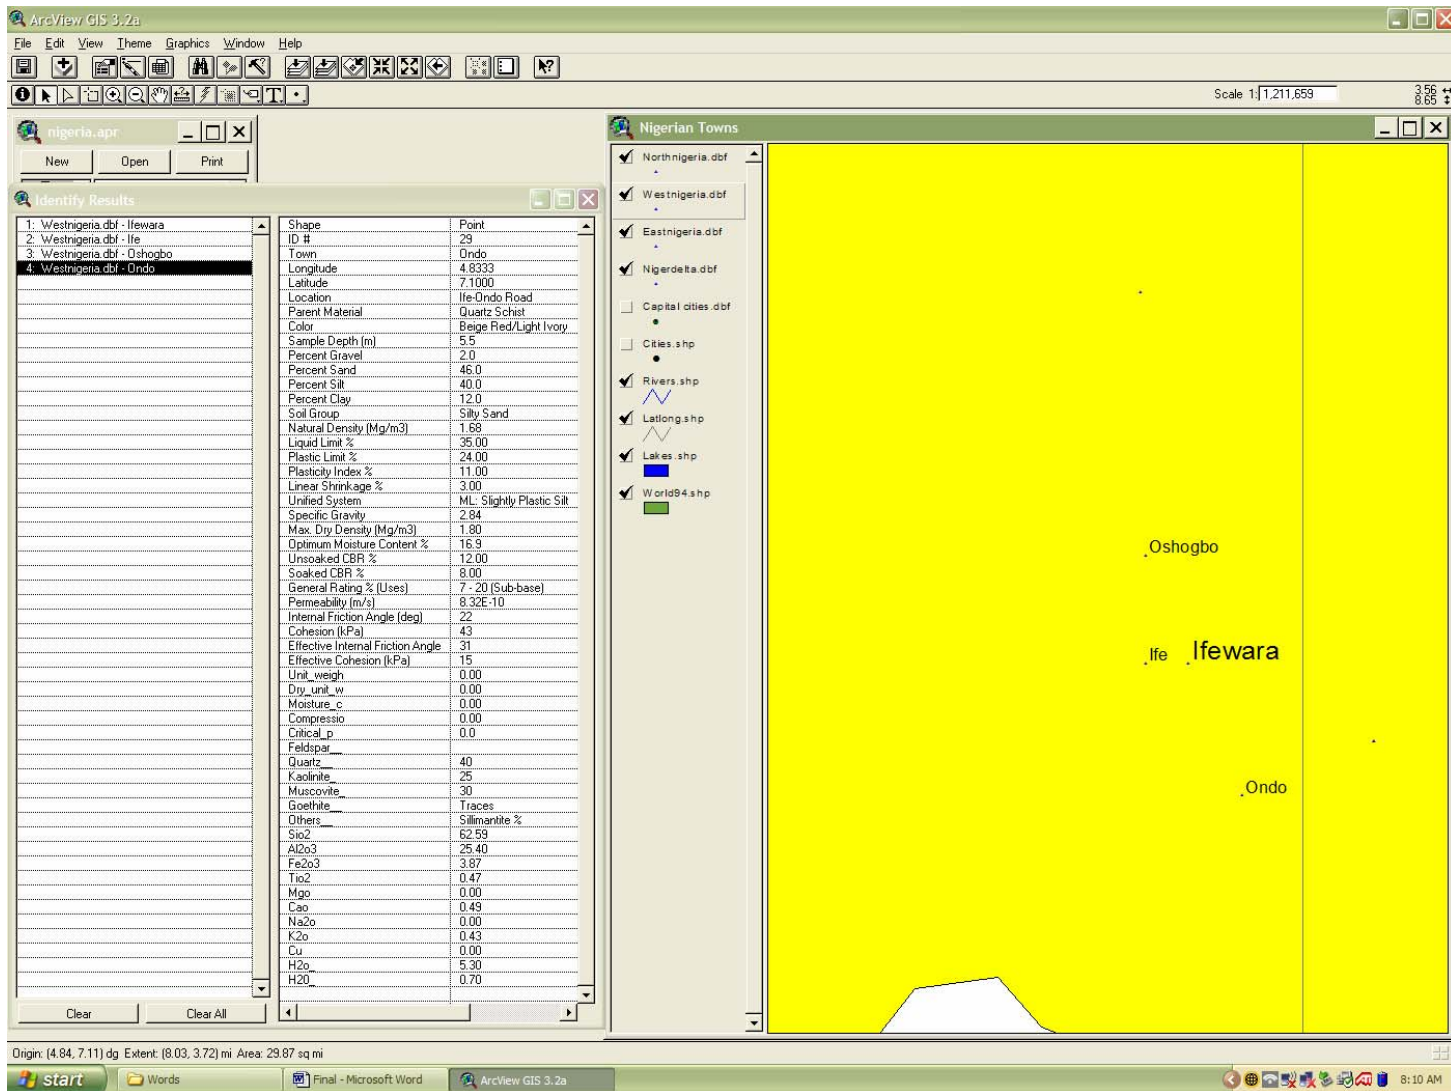 ArcView GIS 3.2a
File Edit View Theme Graphics Window Help
Scale 1: 1,211,659
3.56
8.65
nigeria.apr
New Open Print
Identify Results
1: Westnigeria.dbf - Ifewara
2: Westnigeria.dbf - Ife
3: Westnigeria.dbf - Oshogbo
4: Westnigeria.dbf - Ondo
Shape Point
ID # 29
Town Ondo
Longitude 4.8333
Latitude 7.1000
Location Ife-Ondo Road
Parent Material Quartz Schist
Color Beige Red/Light Ivory
Sample Depth (m) 5.5
Percent Gravel 2.0
Percent Sand 46.0
Percent Silt 40.0
Percent Clay 12.0
Soil Group Silty Sand
Natural Density (Mg/m3) 1.68
Liquid Limit % 35.00
Plastic Limit % 24.00
Plasticity Index % 11.00
Linear Shrinkage % 3.00
Unified System ML: Slightly Plastic Silt
Specific Gravity 2.84
Max. Dry Density (Mg/m3) 1.80
Optimum Moisture Content % 16.9
Unsoaked CBR % 12.00
Soaked CBR % 8.00
General Rating % (Uses) 7 - 20 (Sub-base)
Permeability (m/s) 8.32E-10
Internal Friction Angle (deg) 22
Cohesion (kPa) 43
Effective Internal Friction Angle 31
Effective Cohesion (kPa) 15
Unit_weigh 0.00
Dry_unit_w 0.00
Moisture_c 0.00
Compressio 0.00
Critical_p 0.0
Feldspar__
Quartz__ 40
Kaolinite_ 25
Muscovite_ 30
Goethite__ Traces
Others__ Sillimantite %
Sio2 62.59
Al2o3 25.40
Fe2o3 3.87
Tio2 0.47
Mgo 0.00
Cao 0.49
Na2o 0.00
K2o 0.43
Cu 0.00
H2o_ 5.30
H20_ 0.70
Clear Clear All
Nigerian Towns
Northnigeria.dbf
Westnigeria.dbf
Eastnigeria.dbf
Nigerdelta.dbf
Capital cities.dbf
Cities.shp
Rivers.shp
Latlong.shp
Lakes.shp
World94.shp
Oshogbo
Ife
Ifewara
Ondo
Origin: (4.84, 7.11) dg Extent: (8.03, 3.72) mi Area: 29.87 sq mi
start Words Final - Microsoft Word ArcView GIS 3.2a 8:10 AM